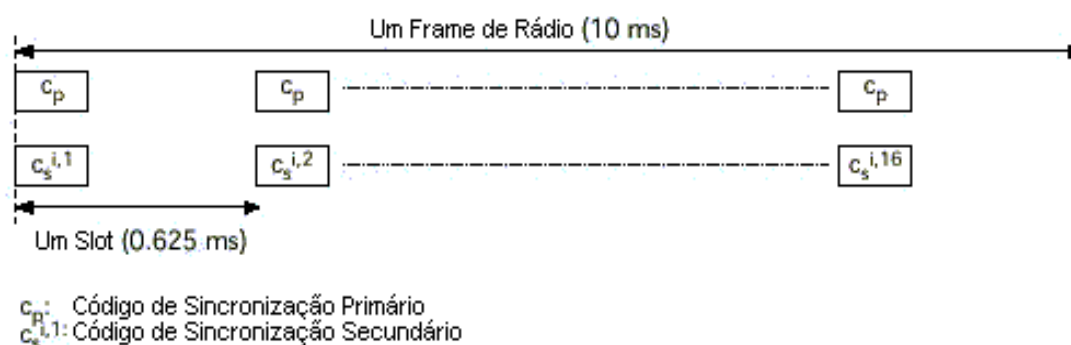 Um Frame de Rádio (10 ms)
cp cp cp
cs i,1 cs i,2 cs i,16
Um Slot (0.625 ms)
cp: Código de Sincronização Primário
cs i,1: Código de Sincronização Secundário